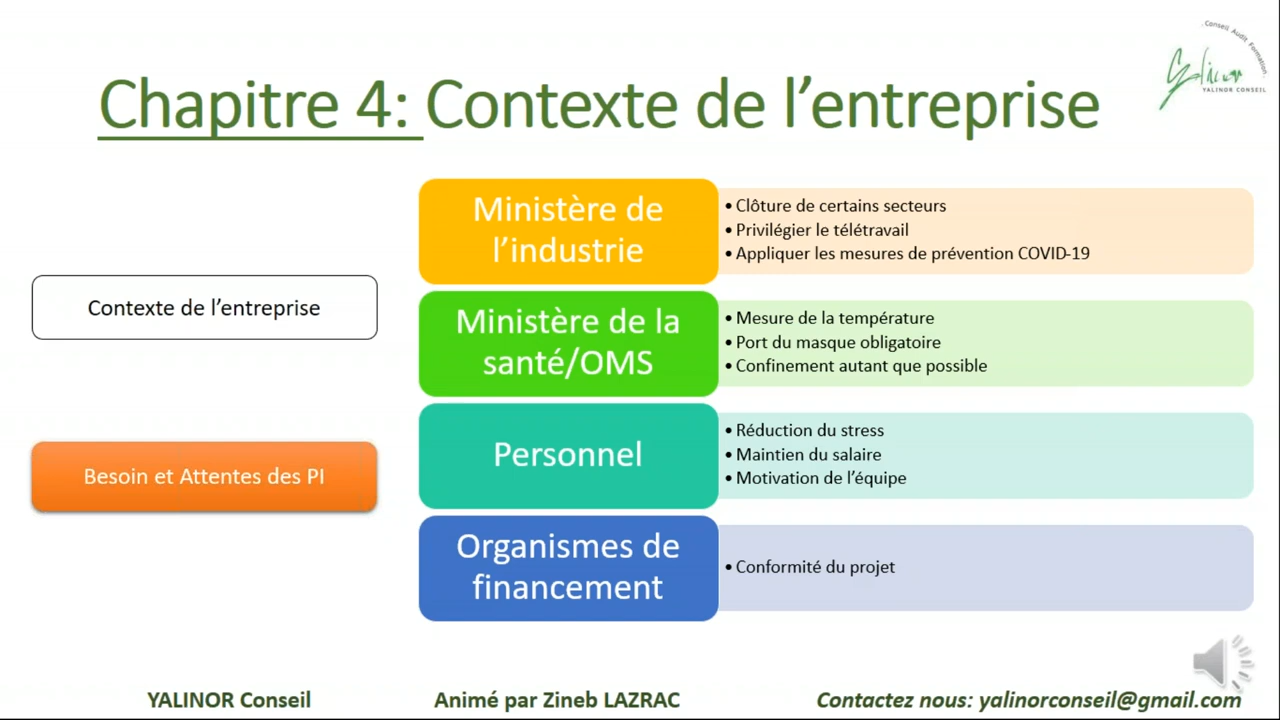 Conseil Audit Formation
Yalinor
YALINOR CONSEIL
Chapitre 4: Contexte de l’entreprise
Contexte de l’entreprise
Besoin et Attentes des PI
Ministère de
l’industrie
• Clôture de certains secteurs
• Privilégier le télétravail
• Appliquer les mesures de prévention COVID-19
Ministère de la
santé/OMS
• Mesure de la température
• Port du masque obligatoire
• Confinement autant que possible
Personnel
• Réduction du stress
• Maintien du salaire
• Motivation de l’équipe
Organismes de
financement
• Conformité du projet
YALINOR Conseil
Animé par Zineb LAZRAC
Contactez nous: yalinorconseil@gmail.com